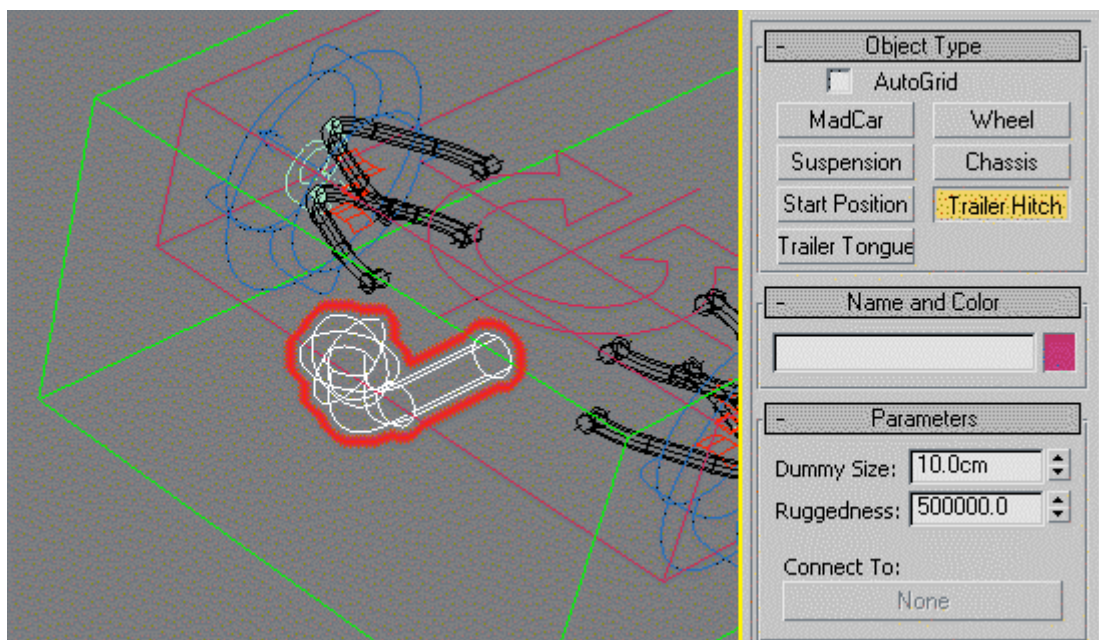 - Object Type
AutoGrid
MadCar Wheel
Suspension Chassis
Start Position Trailer Hitch
Trailer Tongue
- Name and Color
- Parameters
Dummy Size: 10.0cm
Ruggedness: 500000.0
Connect To:
None